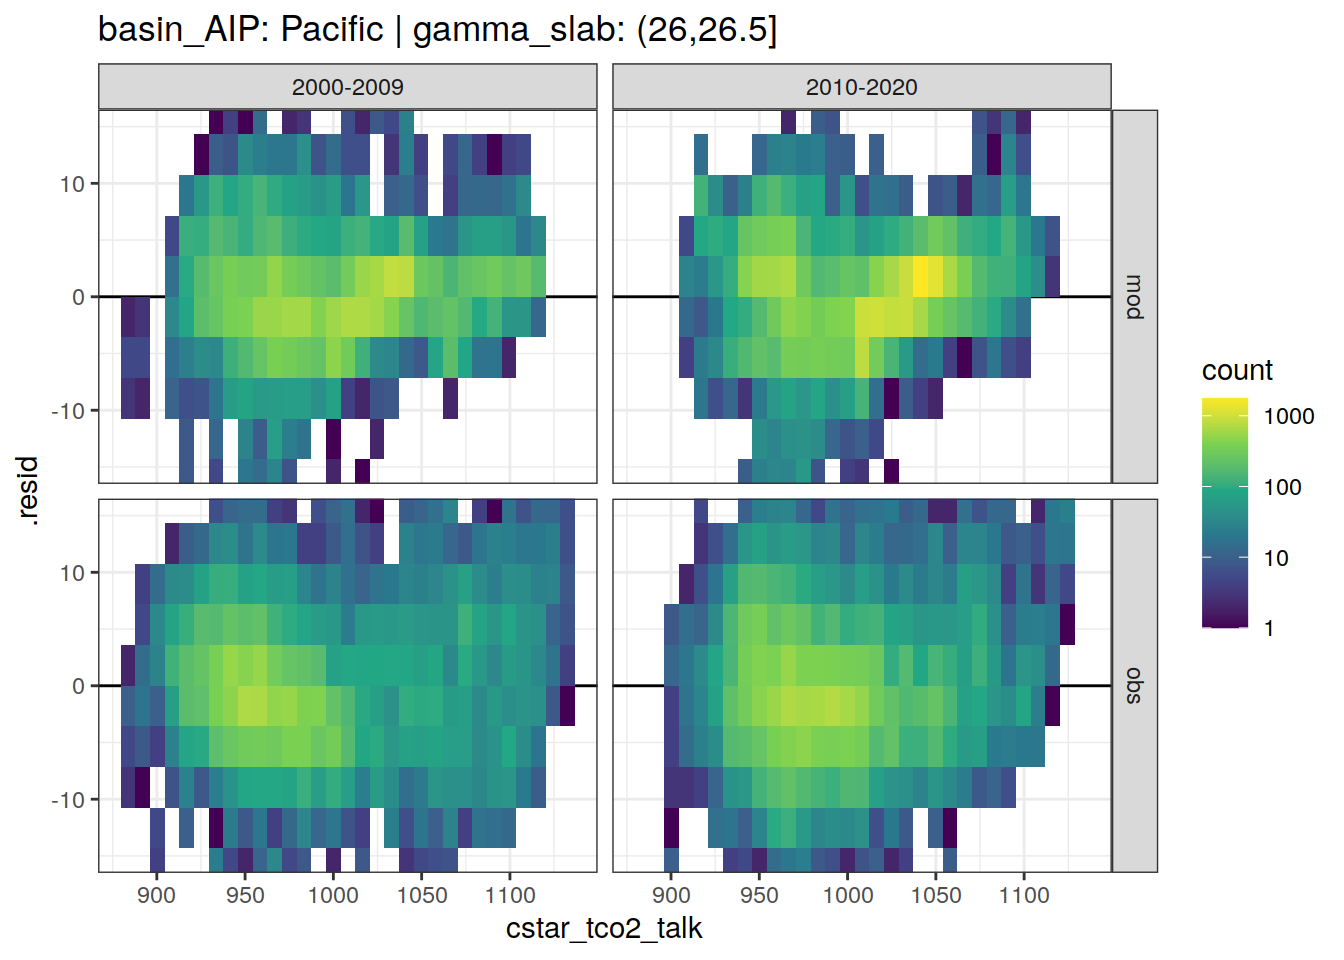 basin_AIP: Pacific | gamma_slab: (26,26.5]
2000-2009 2010-2020
10
0
-10
mod
10
0
-10
obs
.resid
900 950 1000 1050 1100 900 950 1000 1050 1100
cstar_tco2_talk
count
1000
100
10
1